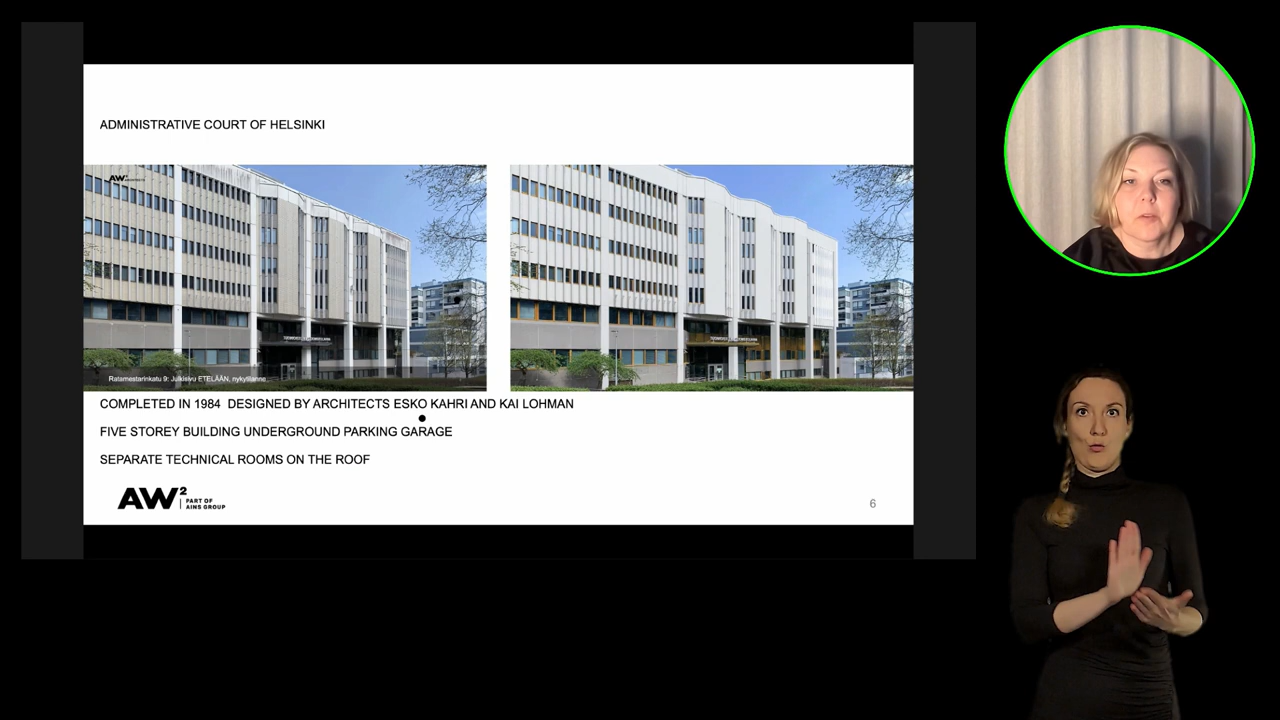 ADMINISTRATIVE COURT OF HELSINKI
AW²
ARCHITECTS
Ratamestarinkatu 9: Julkisivu ETELÄÄN, nykytilanne
COMPLETED IN 1984 DESIGNED BY ARCHITECTS ESKO KAHRI AND KAI LOHMAN
FIVE STOREY BUILDING UNDERGROUND PARKING GARAGE
SEPARATE TECHNICAL ROOMS ON THE ROOF
AW²
PART OF
AINS GROUP
6